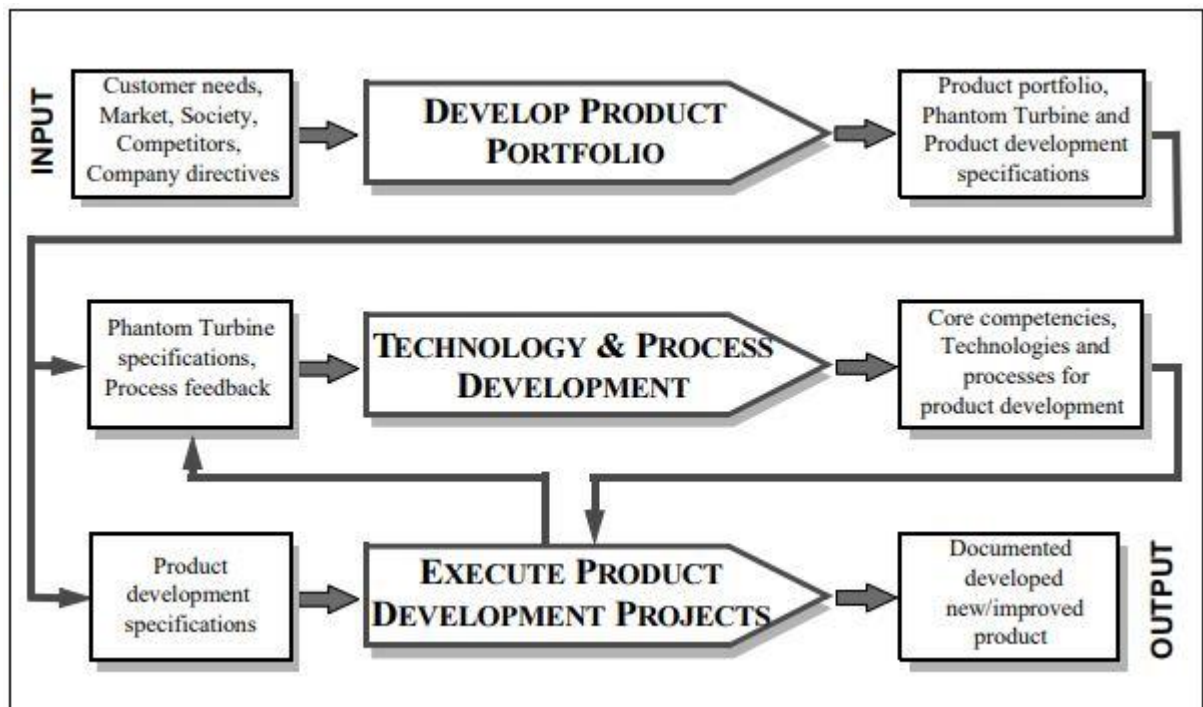 INPUT
Customer needs,
Market, Society,
Competitors,
Company directives
DEVELOP PRODUCT
PORTFOLIO
Product portfolio,
Phantom Turbine and
Product development
specifications
Phantom Turbine
specifications,
Process feedback
TECHNOLOGY & PROCESS
DEVELOPMENT
Core competencies,
Technologies and
processes for
product development
Product
development
specifications
EXECUTE PRODUCT
DEVELOPMENT PROJECTS
Documented
developed
new/improved
product
OUTPUT